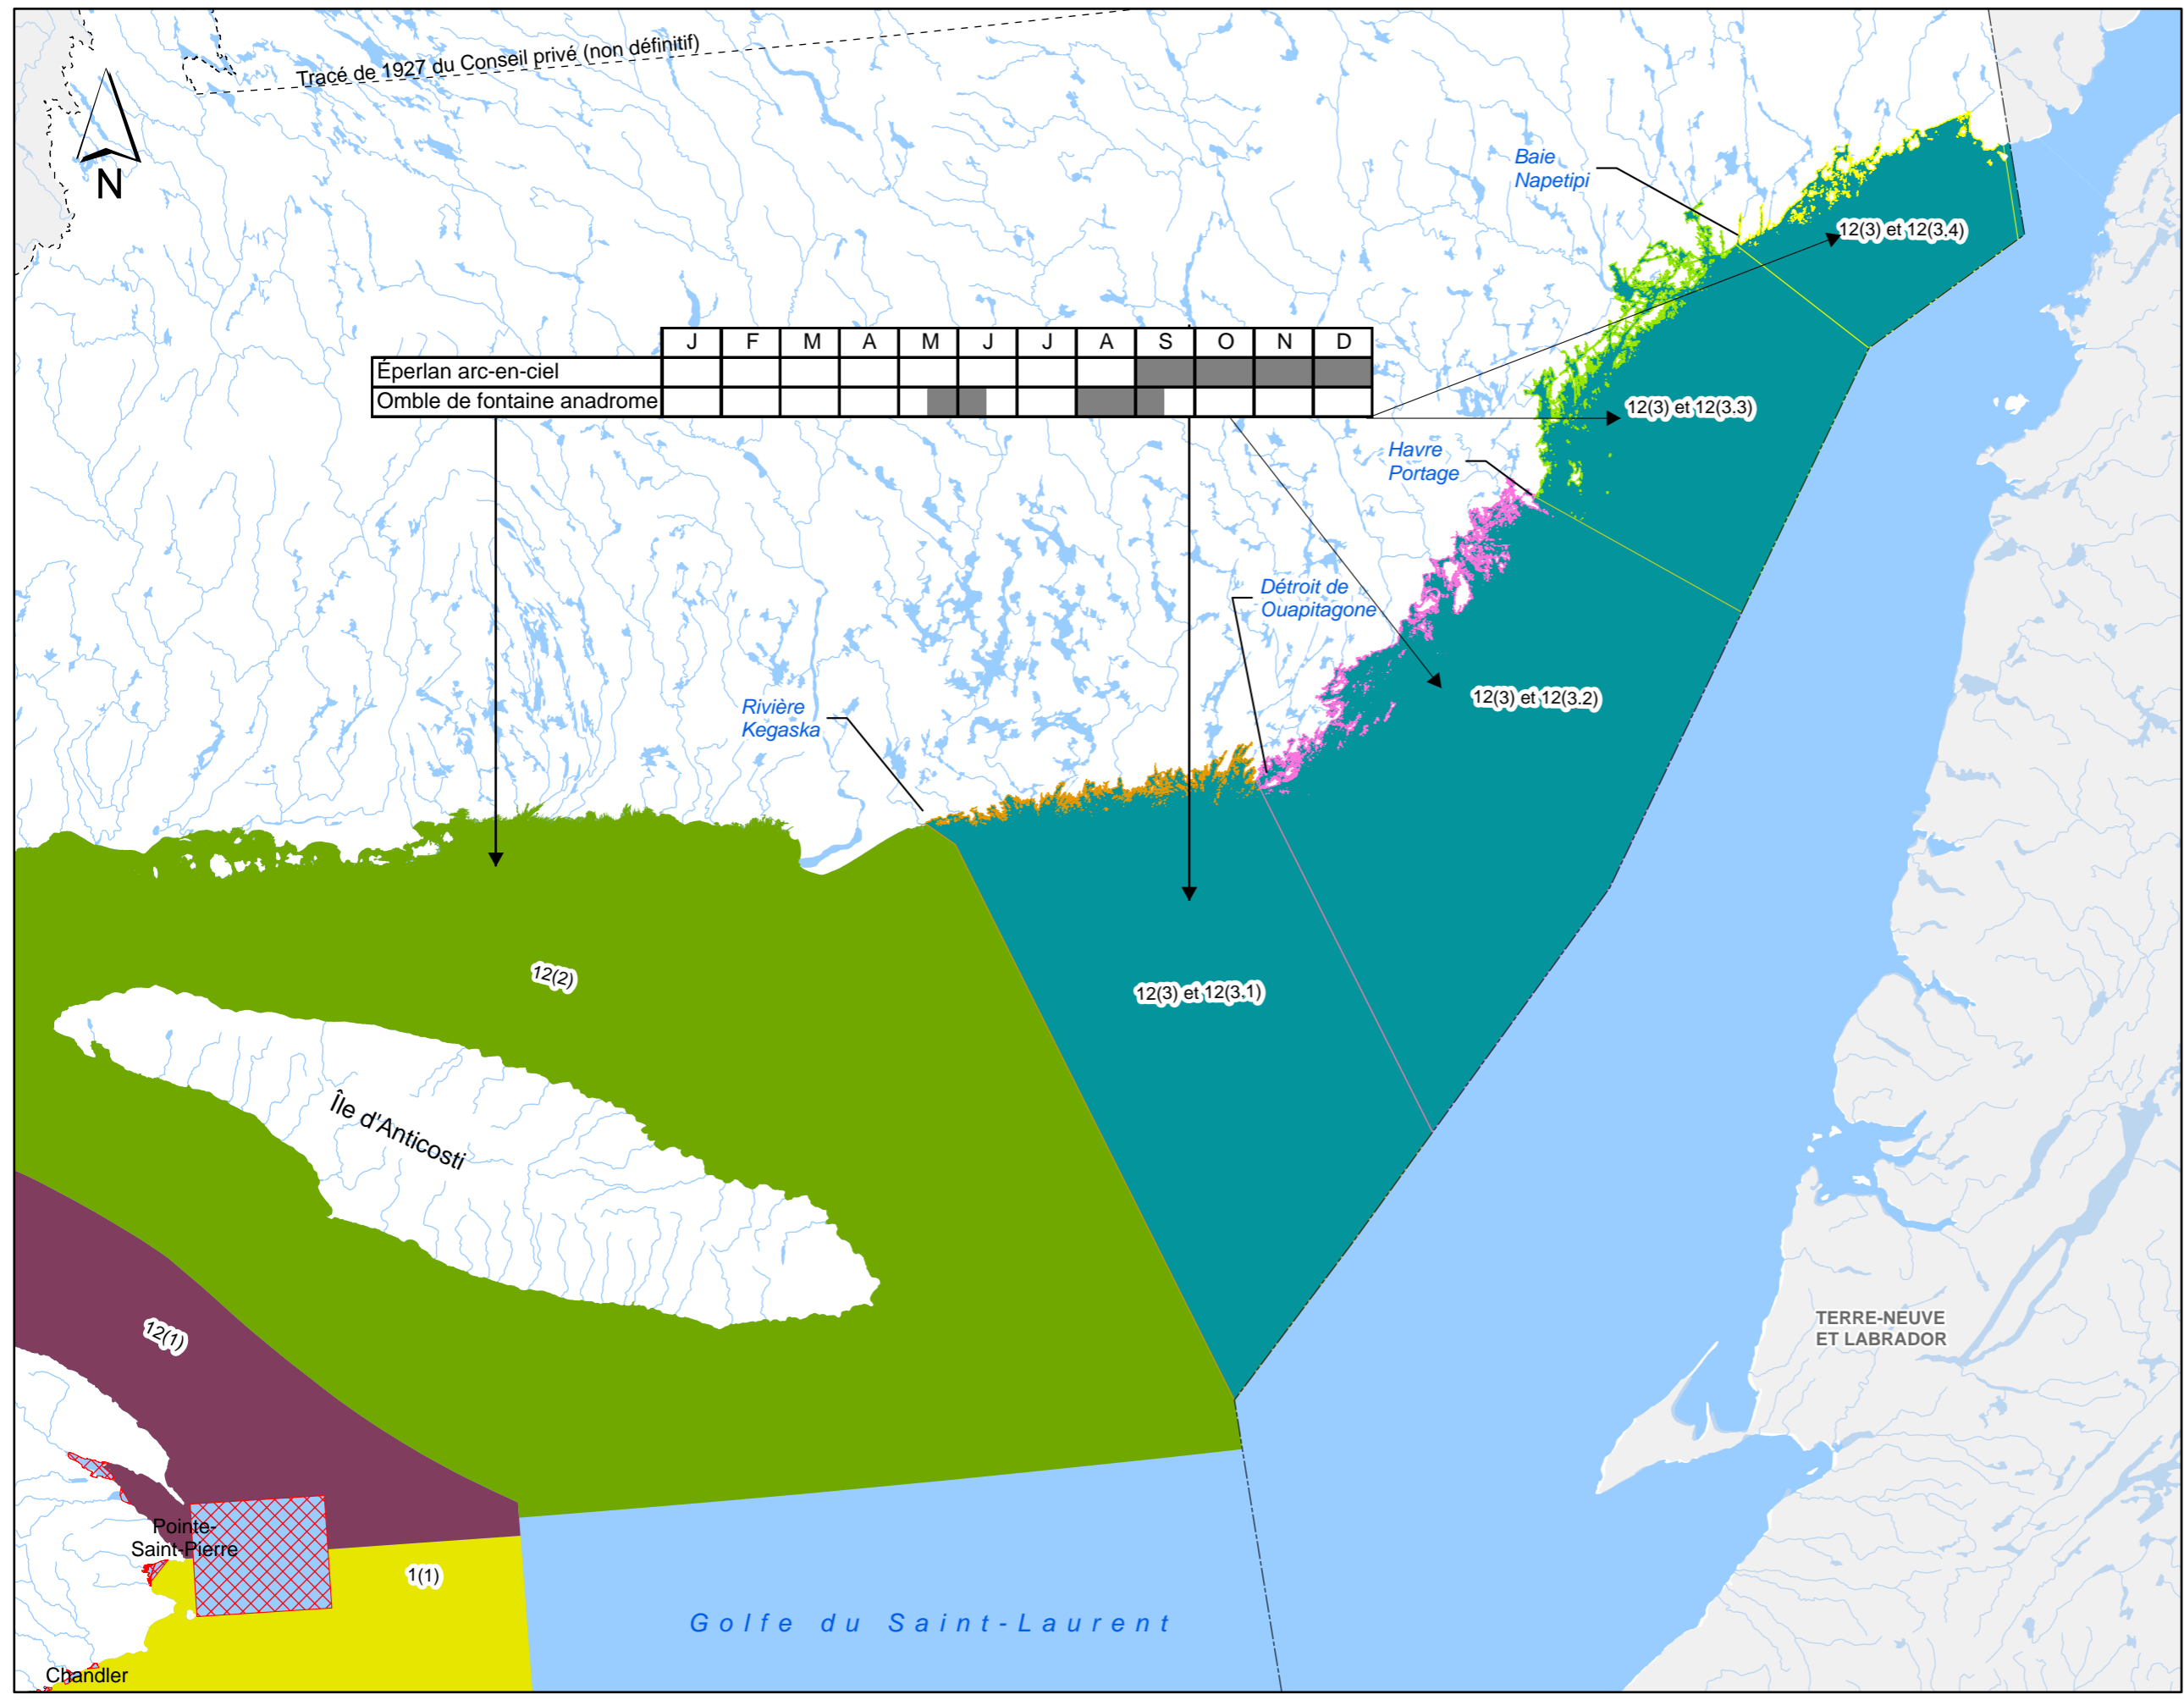 Tracé de 1927 du Conseil privé (non définitif)
N
Baie
Napetipi
12(3) et 12(3.4)
J F M A M J J A S O N D
Éperlan arc-en-ciel
Omble de fontaine anadrome
12(3) et 12(3.3)
Havre
Portage
Détroit de
Ouapitagone
12(3) et 12(3.2)
Rivière
Kegaska
12(2)
12(3) et 12(3.1)
Île d'Anticosti
12(1)
TERRE-NEUVE
ET LABRADOR
Pointe-
Saint-Pierre
1(1)
Golfe du Saint-Laurent
Chandler